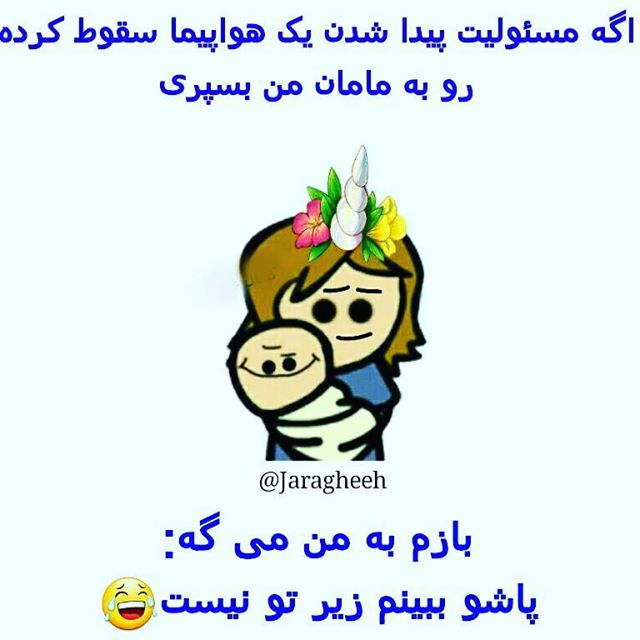 اگه مسئولیت پیدا شدن یک هواپیما سقوط کرده
رو به مامان من بسپری
@Jaragheeh
بازم به من می گه:
پاشو ببینم زیر تو نیست😂